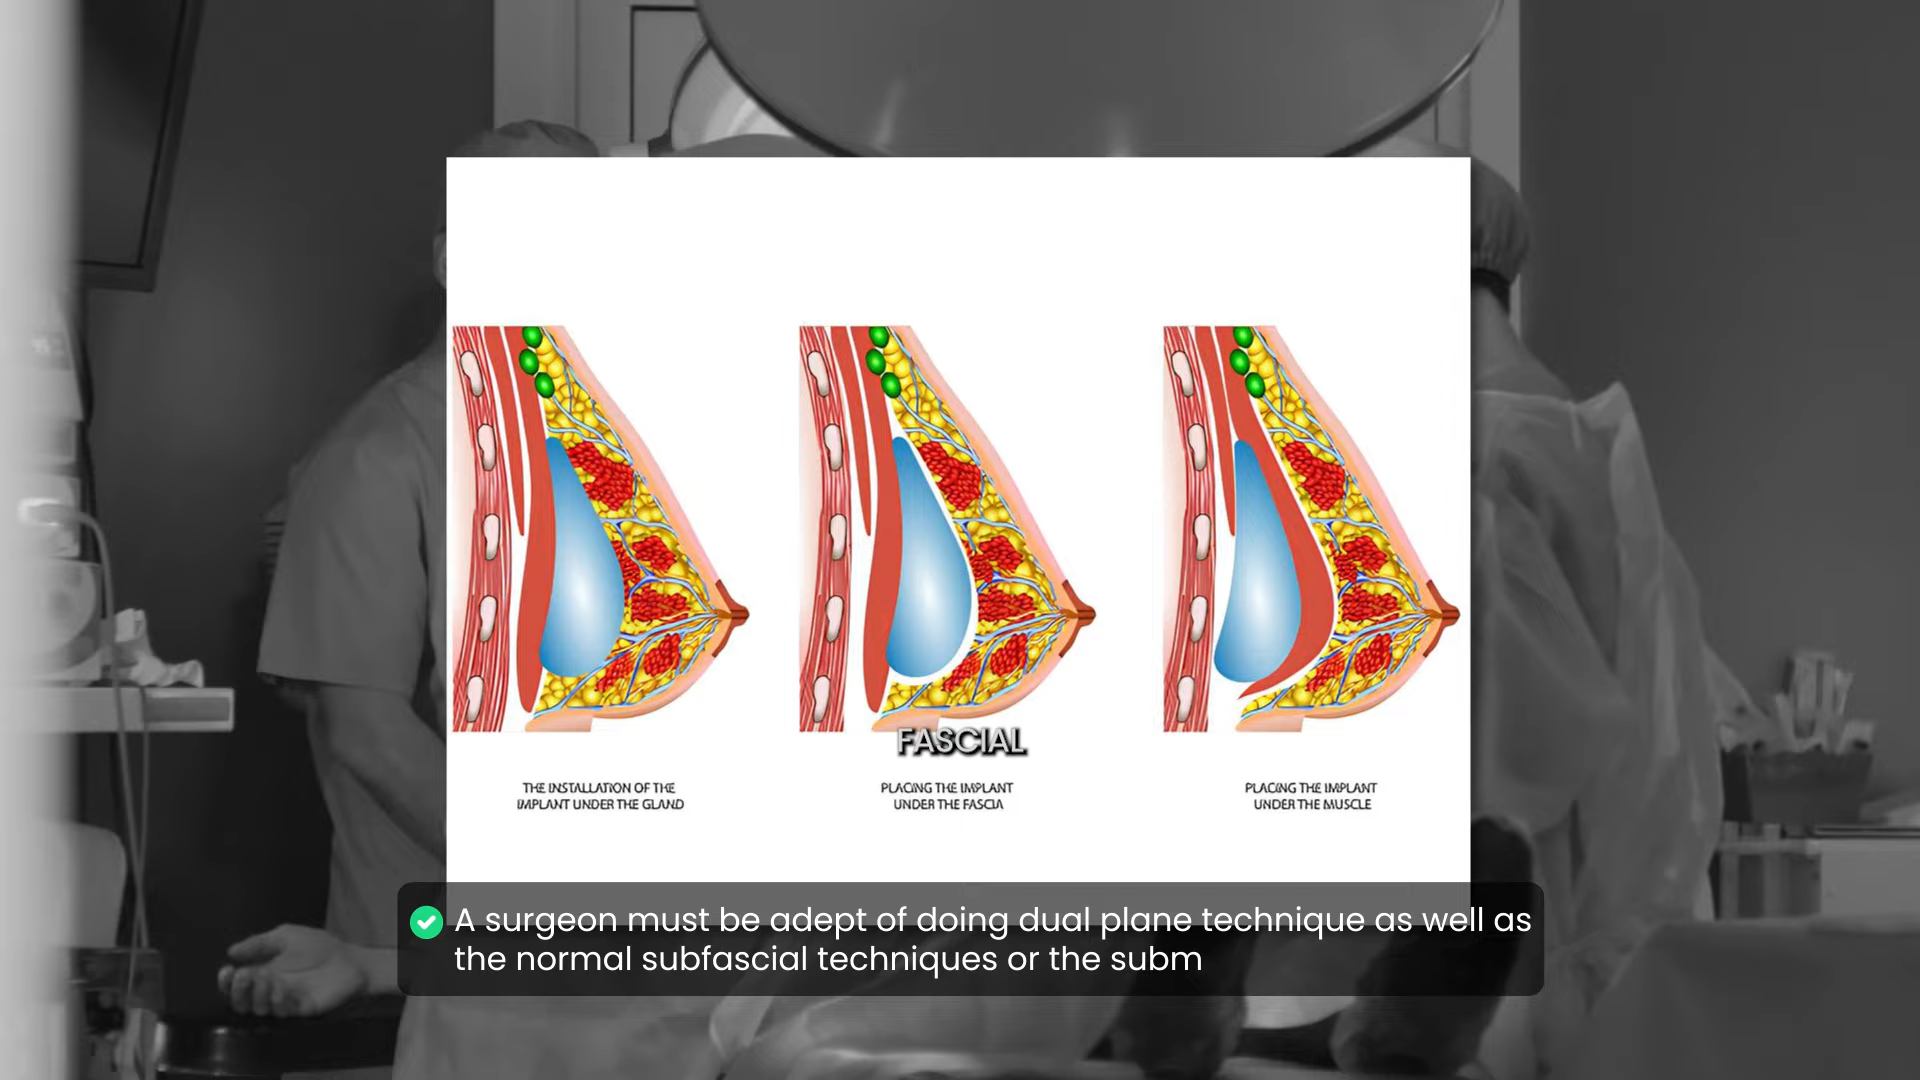 FASCIAL
THE INSTALLATION OF THE
IMPLANT UNDER THE GLAND
PLACING THE IMPLANT
UNDER THE FASCIA
PLACING THE IMPLANT
UNDER THE MUSCLE
A surgeon must be adept of doing dual plane technique as well as
the normal subfascial techniques or the subm